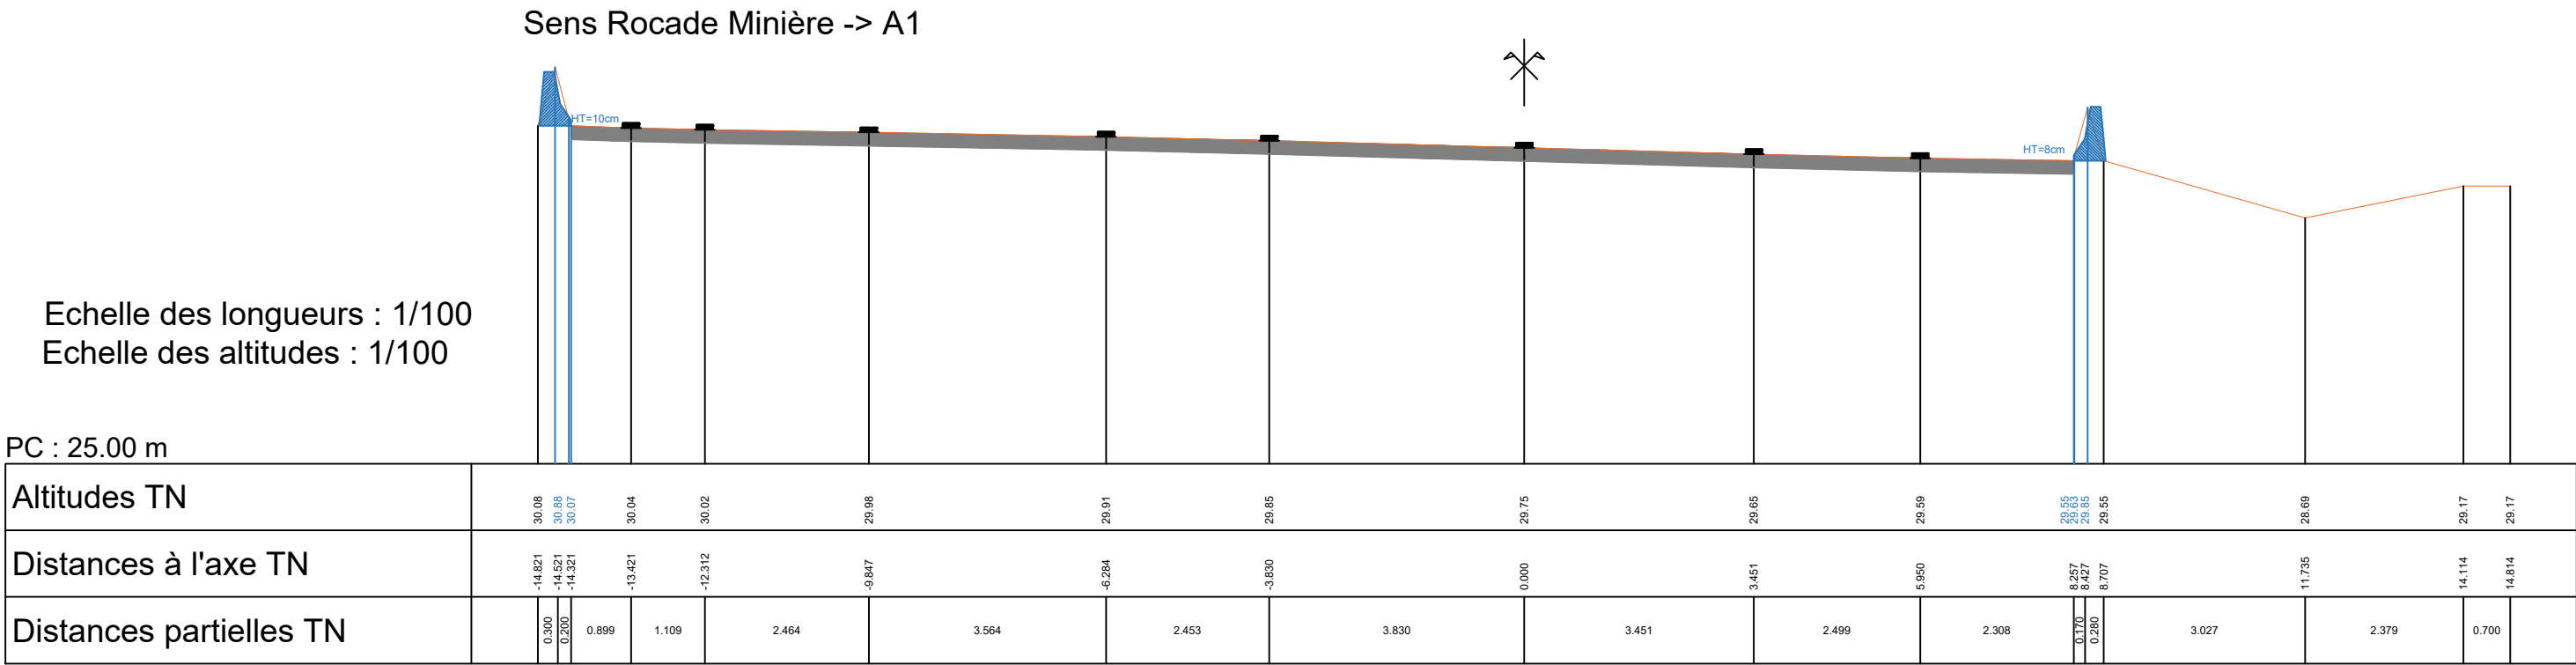 Sens Rocade Minière -> A1
HT=10cm
HT=8cm
Echelle des longueurs : 1/100
Echelle des altitudes : 1/100
PC : 25.00 m
Altitudes TN
30.08 30.88 30.07 30.04 30.02 29.98 29.91 29.85 29.75 29.65 29.59 29.55 29.63 29.85 29.55 28.69 29.17 29.17
Distances à l'axe TN
-14.821 -14.521 -14.321 -13.421 -12.312 -9.847 -6.284 -3.830 0.000 3.451 5.950 8.257 8.427 8.707 11.735 14.114 14.814
Distances partielles TN
0.300 0.200 0.899 1.109 2.464 3.564 2.453 3.830 3.451 2.499 2.308 0.170 0.280 3.027 2.379 0.700